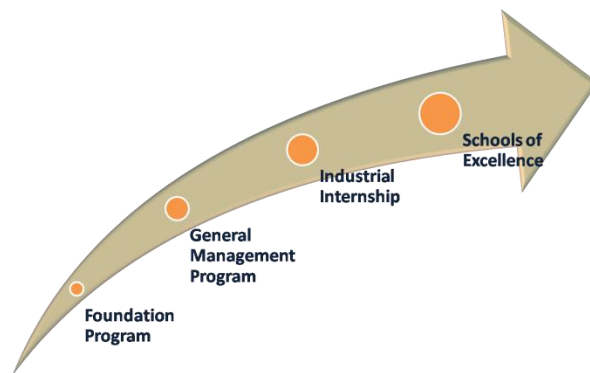 Foundation
Program
General
Management
Program
Industrial
Internship
Schools of
Excellence